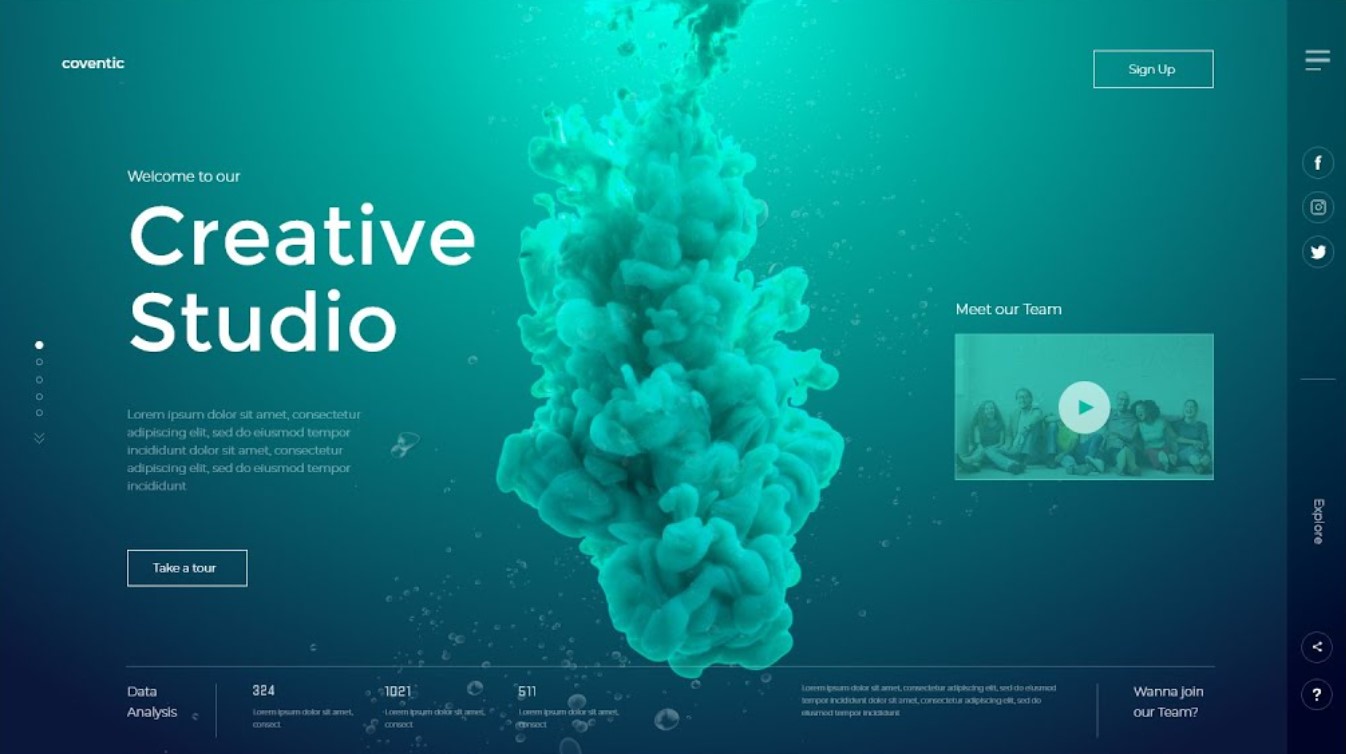 coventic
Sign Up
Welcome to our
Creative
Studio
Meet our Team
Lorem ipsum dolor sit amet, consectetur
adipiscing elit, sed do eiusmod tempor
incididunt dolor sit amet, consectetur
adipiscing elit, sed do eiusmod tempor
incididunt
Explore
Take a tour
Data
Analysis
324
Lorem ipsum dolor sit amet,
consect
1021
Lorem ipsum dolor sit amet,
consect
511
Lorem ipsum dolor sit amet,
consect
Lorem ipsum dolor sit amet, consectetur adipiscing elit, sed do eiusmod
tempor incididunt dolor sit amet, consectetur adipiscing elit, sed do
eiusmod tempor incididunt
Wanna join
our Team?
?